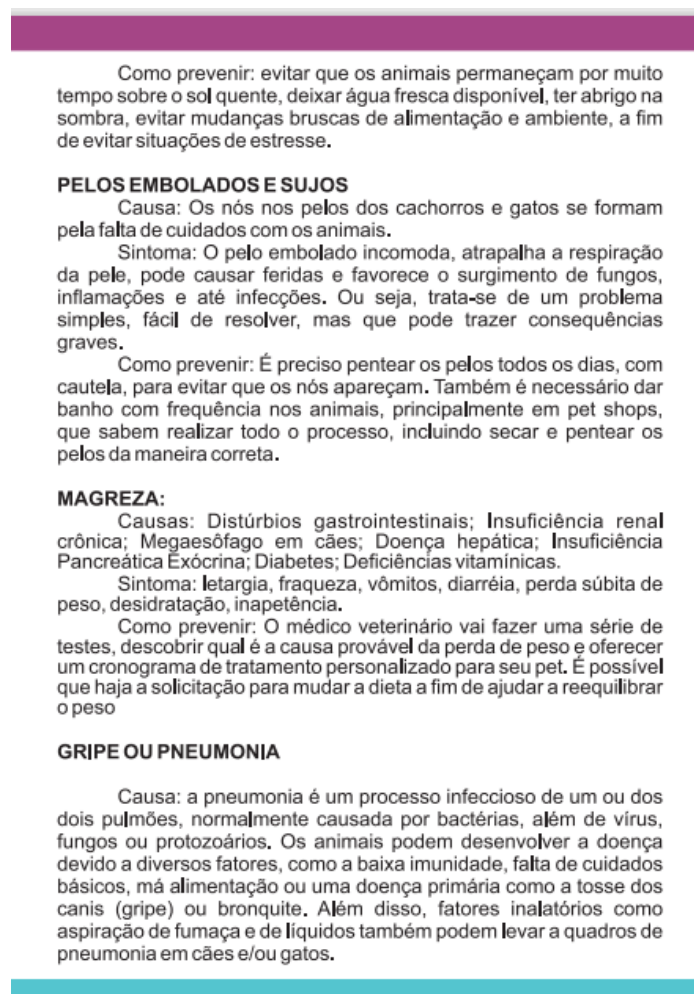 Como prevenir: evitar que os animais permaneçam por muito
tempo sobre o sol quente, deixar água fresca disponível, ter abrigo na
sombra, evitar mudanças bruscas de alimentação e ambiente, a fim
de evitar situações de estresse.
PELOS EMBOLADOS E SUJOS
Causa: Os nós nos pelos dos cachorros e gatos se formam
pela falta de cuidados com os animais.
Sintoma: O pelo embolado incomoda, atrapalha a respiração
da pele, pode causar feridas e favorece o surgimento de fungos,
inflamações e até infecções. Ou seja, trata-se de um problema
simples, fácil de resolver, mas que pode trazer consequências
graves.
Como prevenir: É preciso pentear os pelos todos os dias, com
cautela, para evitar que os nós apareçam. Também é necessário dar
banho com frequência nos animais, principalmente em pet shops,
que sabem realizar todo o processo, incluindo secar e pentear os
pelos da maneira correta.
MAGREZA:
Causas: Distúrbios gastrointestinais; Insuficiência renal
crônica; Megaesôfago em cães; Doença hepática; Insuficiência
Pancreática Exócrina; Diabetes; Deficiências vitamínicas.
Sintoma: letargia, fraqueza, vômitos, diarréia, perda súbita de
peso, desidratação, inapetência.
Como prevenir: O médico veterinário vai fazer uma série de
testes, descobrir qual é a causa provável da perda de peso e oferecer
um cronograma de tratamento personalizado para seu pet. É possível
que haja a solicitação para mudar a dieta a fim de ajudar a reequilibrar
o peso
GRIPE OU PNEUMONIA
Causa: a pneumonia é um processo infeccioso de um ou dos
dois pulmões, normalmente causada por bactérias, além de vírus,
fungos ou protozoários. Os animais podem desenvolver a doença
devido a diversos fatores, como a baixa imunidade, falta de cuidados
básicos, má alimentação ou uma doença primária como a tosse dos
canis (gripe) ou bronquite. Além disso, fatores inalatórios como
aspiração de fumaça e de líquidos também podem levar a quadros de
pneumonia em cães e/ou gatos.